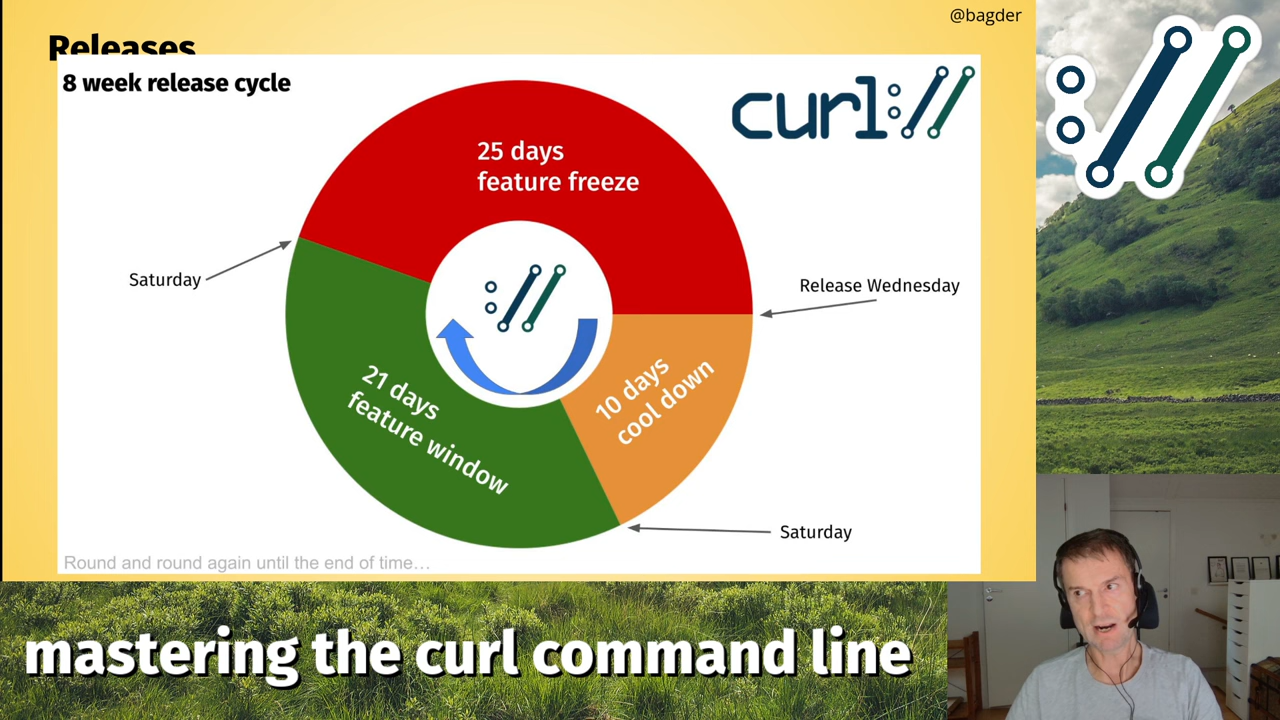 @bagder
Releases
8 week release cycle
curl://
25 days
feature freeze
Saturday
Release Wednesday
10 days
cool down
21 days
feature window
Saturday
Round and round again until the end of time…
mastering the curl command line